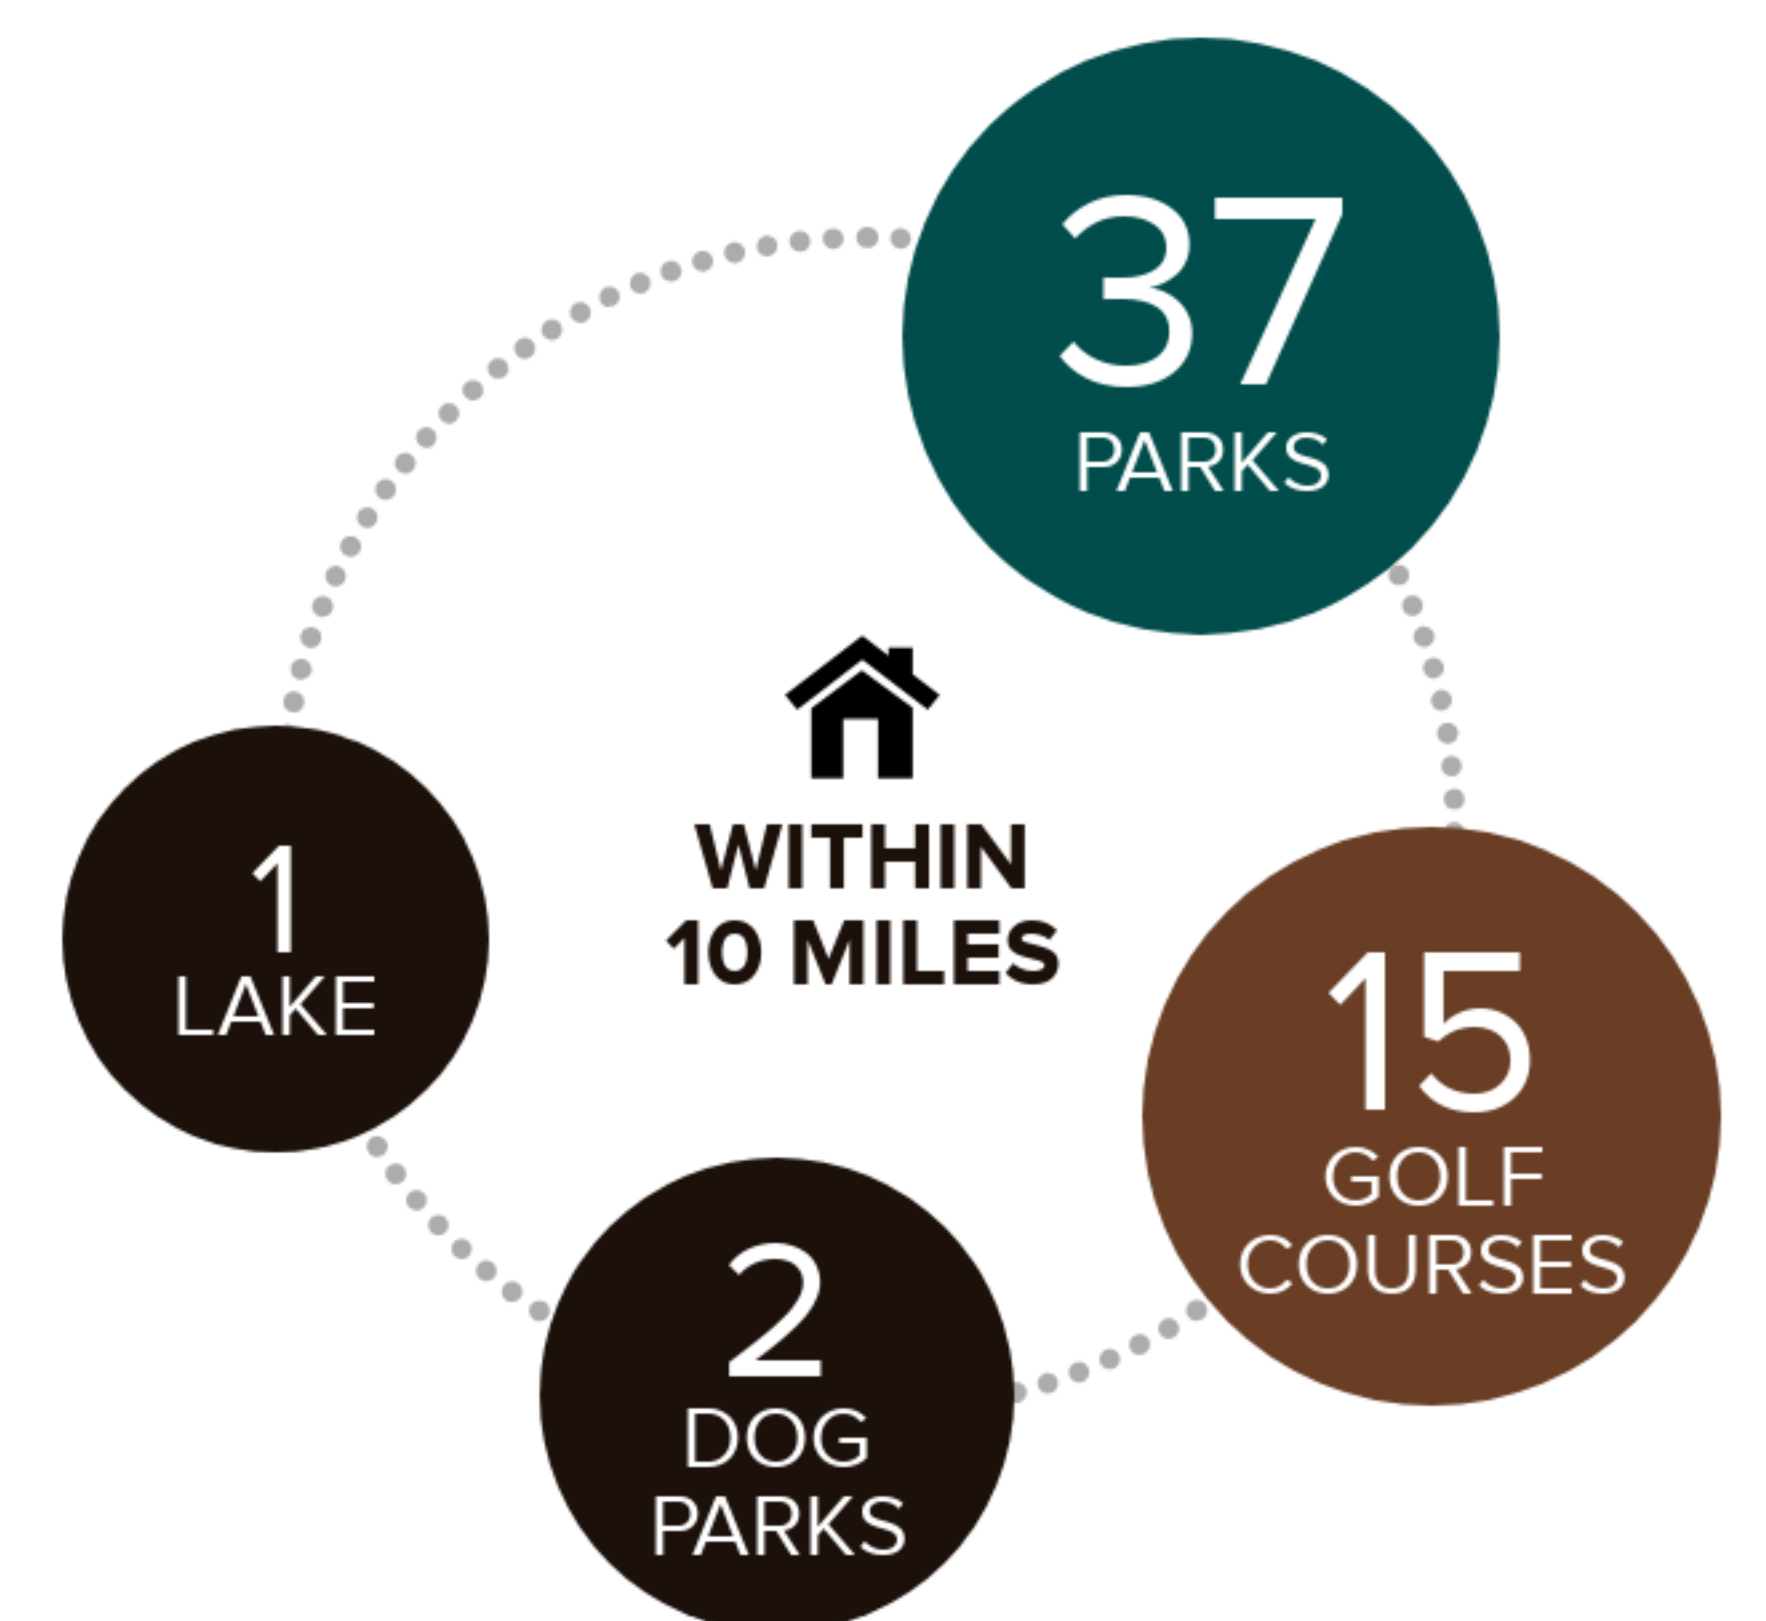 37
PARKS
WITHIN
10 MILES
1
LAKE
15
GOLF
COURSES
2
DOG
PARKS